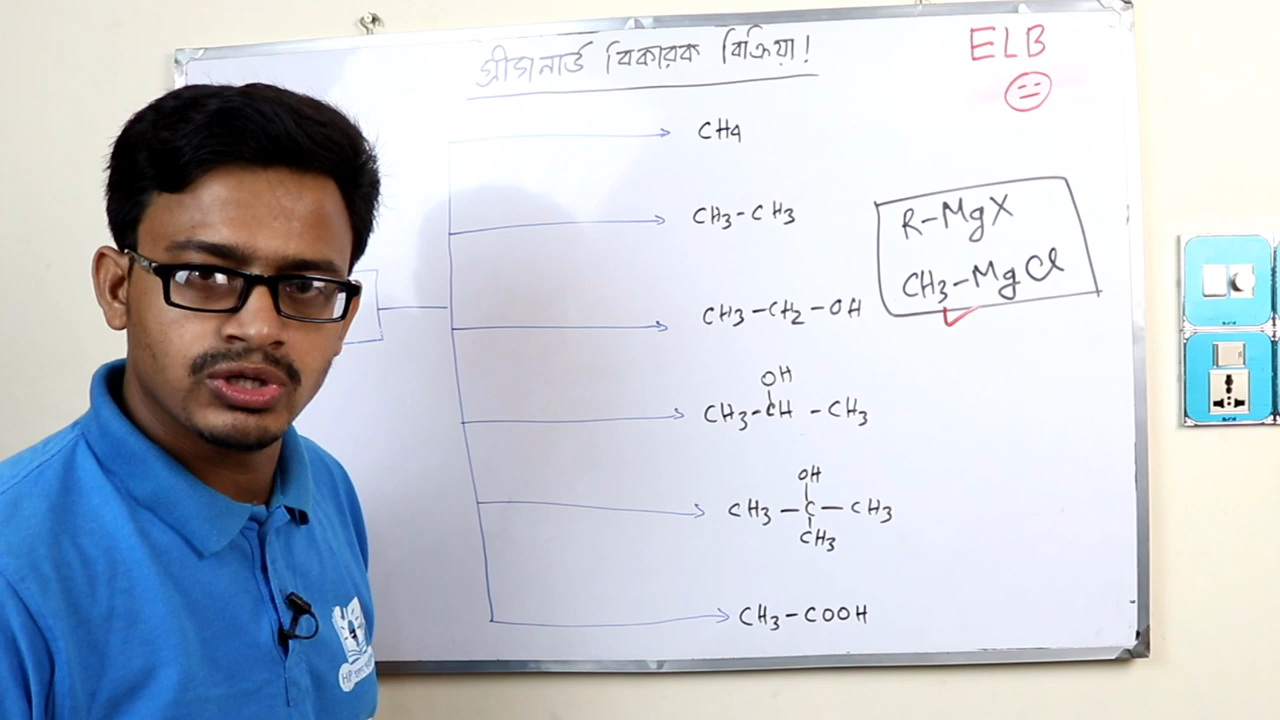 গ্রীগনার্ড বিকারক বিক্রিয়া!
ELB
CH4
CH3-CH3
R-MgX
CH3-MgCl
CH3-CH2-OH
OH
CH3-CH-CH3
OH
CH3-C-CH3
CH3
CH3-COOH